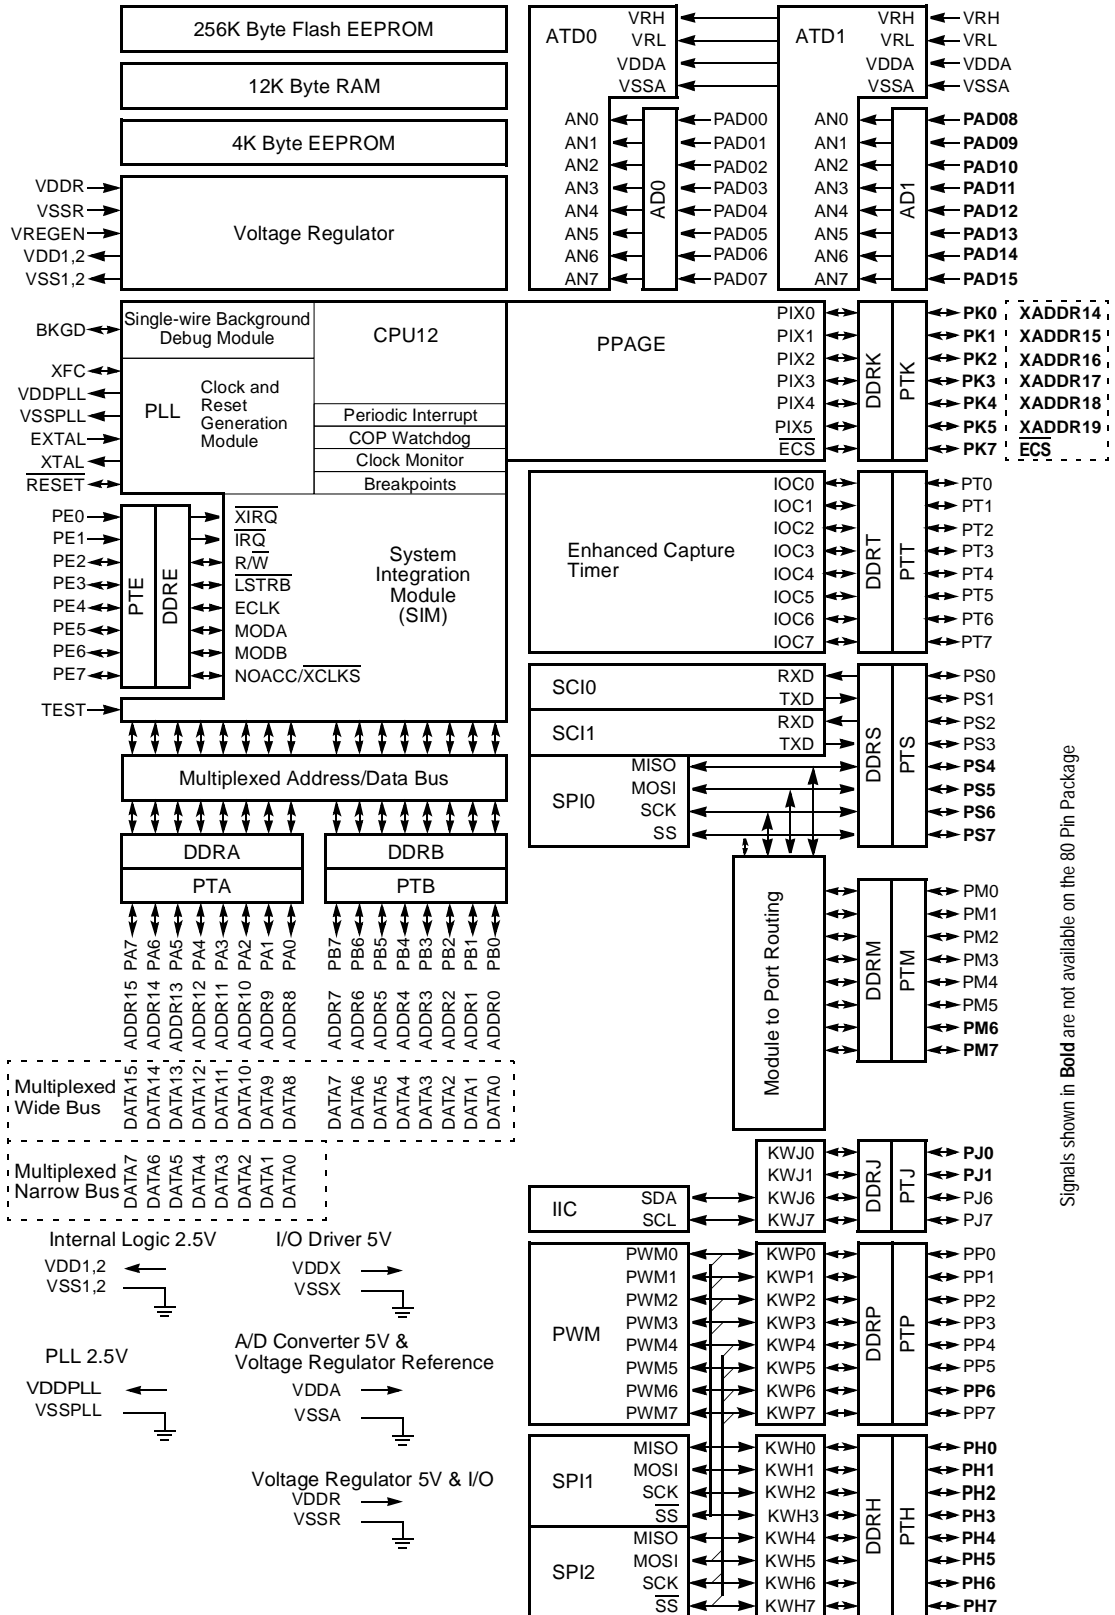 256K Byte Flash EEPROM
12K Byte RAM
4K Byte EEPROM
VDDR
VSSR
VREGEN
VDD1,2
VSS1,2
Voltage Regulator
ATD0
VRH
VRL
VDDA
VSSA
AN0
AN1
AN2
AN3
AN4
AN5
AN6
AN7
AD0
PAD00
PAD01
PAD02
PAD03
PAD04
PAD05
PAD06
PAD07
ATD1
VRH
VRL
VDDA
VSSA
VRH
VRL
VDDA
VSSA
AN0
AN1
AN2
AN3
AN4
AN5
AN6
AN7
AD1
PAD08
PAD09
PAD10
PAD11
PAD12
PAD13
PAD14
PAD15
BKGD
XFC
VDDPLL
VSSPLL
EXTAL
XTAL
RESET
Single-wire Background
Debug Module
CPU12
PLL
Clock and
Reset
Generation
Module
Periodic Interrupt
COP Watchdog
Clock Monitor
Breakpoints
PPAGE
PIX0
PIX1
PIX2
PIX3
PIX4
PIX5
ECS
DDRK
PTK
PK0 XADDR14
PK1 XADDR15
PK2 XADDR16
PK3 XADDR17
PK4 XADDR18
PK5 XADDR19
PK7 ECS
PE0
PE1
PE2
PE3
PE4
PE5
PE6
PE7
TEST
PTE
DDRE
XIRQ
IRQ
R/W
LSTRB
ECLK
MODA
MODB
NOACC/XCLKS
System
Integration
Module
(SIM)
Enhanced Capture
Timer
IOC0
IOC1
IOC2
IOC3
IOC4
IOC5
IOC6
IOC7
DDRT
PTT
PT0
PT1
PT2
PT3
PT4
PT5
PT6
PT7
SCI0
RXD
TXD
SCI1
RXD
TXD
SPI0
MISO
MOSI
SCK
SS
DDRS
PTS
PS0
PS1
PS2
PS3
PS4
PS5
PS6
PS7
Multiplexed Address/Data Bus
DDRA
PTA
DDRB
PTB
PA7
PA6
PA5
PA4
PA3
PA2
PA1
PA0
PB7
PB6
PB5
PB4
PB3
PB2
PB1
PB0
ADDR15
ADDR14
ADDR13
ADDR12
ADDR11
ADDR10
ADDR9
ADDR8
ADDR7
ADDR6
ADDR5
ADDR4
ADDR3
ADDR2
ADDR1
ADDR0
Multiplexed
Wide Bus
DATA15
DATA14
DATA13
DATA12
DATA11
DATA10
DATA9
DATA8
DATA7
DATA6
DATA5
DATA4
DATA3
DATA2
DATA1
DATA0
Multiplexed
Narrow Bus
DATA7
DATA6
DATA5
DATA4
DATA3
DATA2
DATA1
DATA0
Module to Port Routing
DDRM
PTM
PM0
PM1
PM2
PM3
PM4
PM5
PM6
PM7
Signals shown in Bold are not available on the 80 Pin Package
IIC
SDA
SCL
KWJ0
KWJ1
KWJ6
KWJ7
DDRJ
PTJ
PJ0
PJ1
PJ6
PJ7
Internal Logic 2.5V
VDD1,2
VSS1,2
I/O Driver 5V
VDDX
VSSX
PLL 2.5V
VDDPLL
VSSPLL
A/D Converter 5V &
Voltage Regulator Reference
VDDA
VSSA
Voltage Regulator 5V & I/O
VDDR
VSSR
PWM
PWM0
PWM1
PWM2
PWM3
PWM4
PWM5
PWM6
PWM7
KWP0
KWP1
KWP2
KWP3
KWP4
KWP5
KWP6
KWP7
DDRP
PTP
PP0
PP1
PP2
PP3
PP4
PP5
PP6
PP7
SPI1
MISO
MOSI
SCK
SS
SPI2
MISO
MOSI
SCK
SS
KWH0
KWH1
KWH2
KWH3
KWH4
KWH5
KWH6
KWH7
DDRH
PTH
PH0
PH1
PH2
PH3
PH4
PH5
PH6
PH7